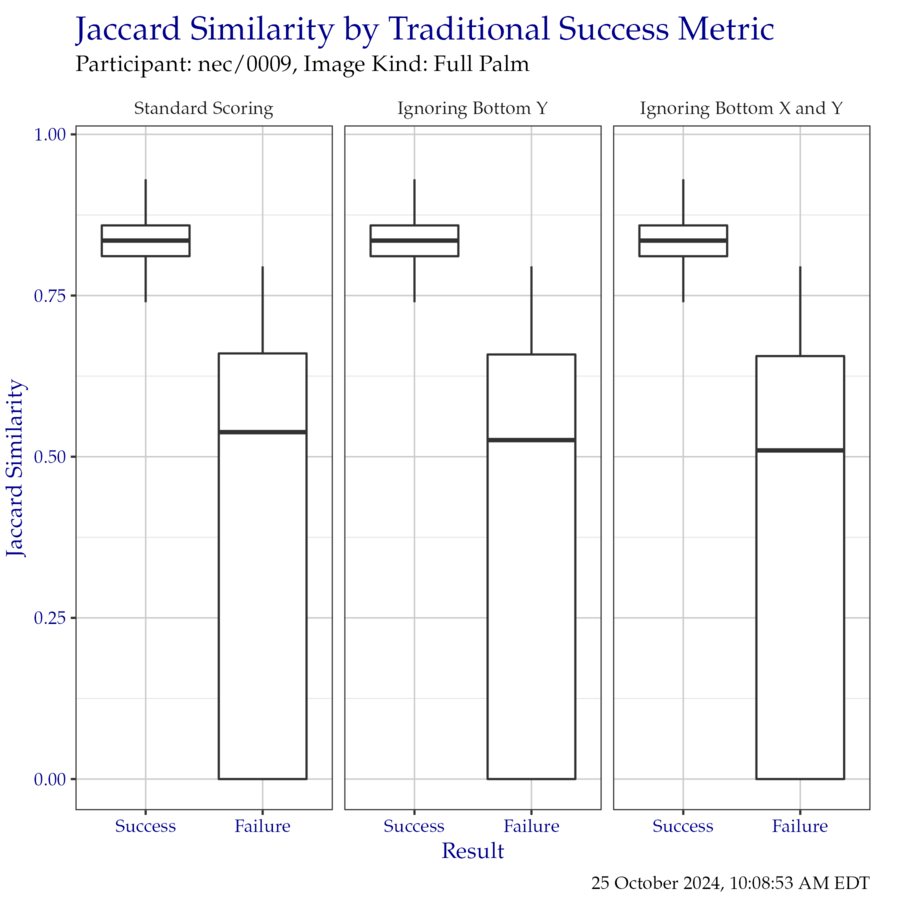 Jaccard Similarity by Traditional Success Metric
Participant: nec/0009, Image Kind: Full Palm
Standard Scoring
Ignoring Bottom Y
Ignoring Bottom X and Y
Jaccard Similarity
1.00
0.75
0.50
0.25
0.00
Success
Failure
Success
Failure
Success
Failure
Result
25 October 2024, 10:08:53 AM EDT